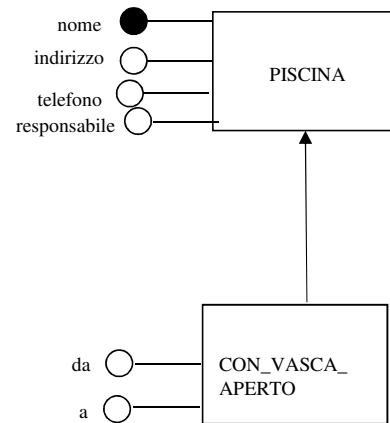 nome
indirizzo
PISCINA
telefono
responsabile
da
CON_VASCA_
APERTO
a